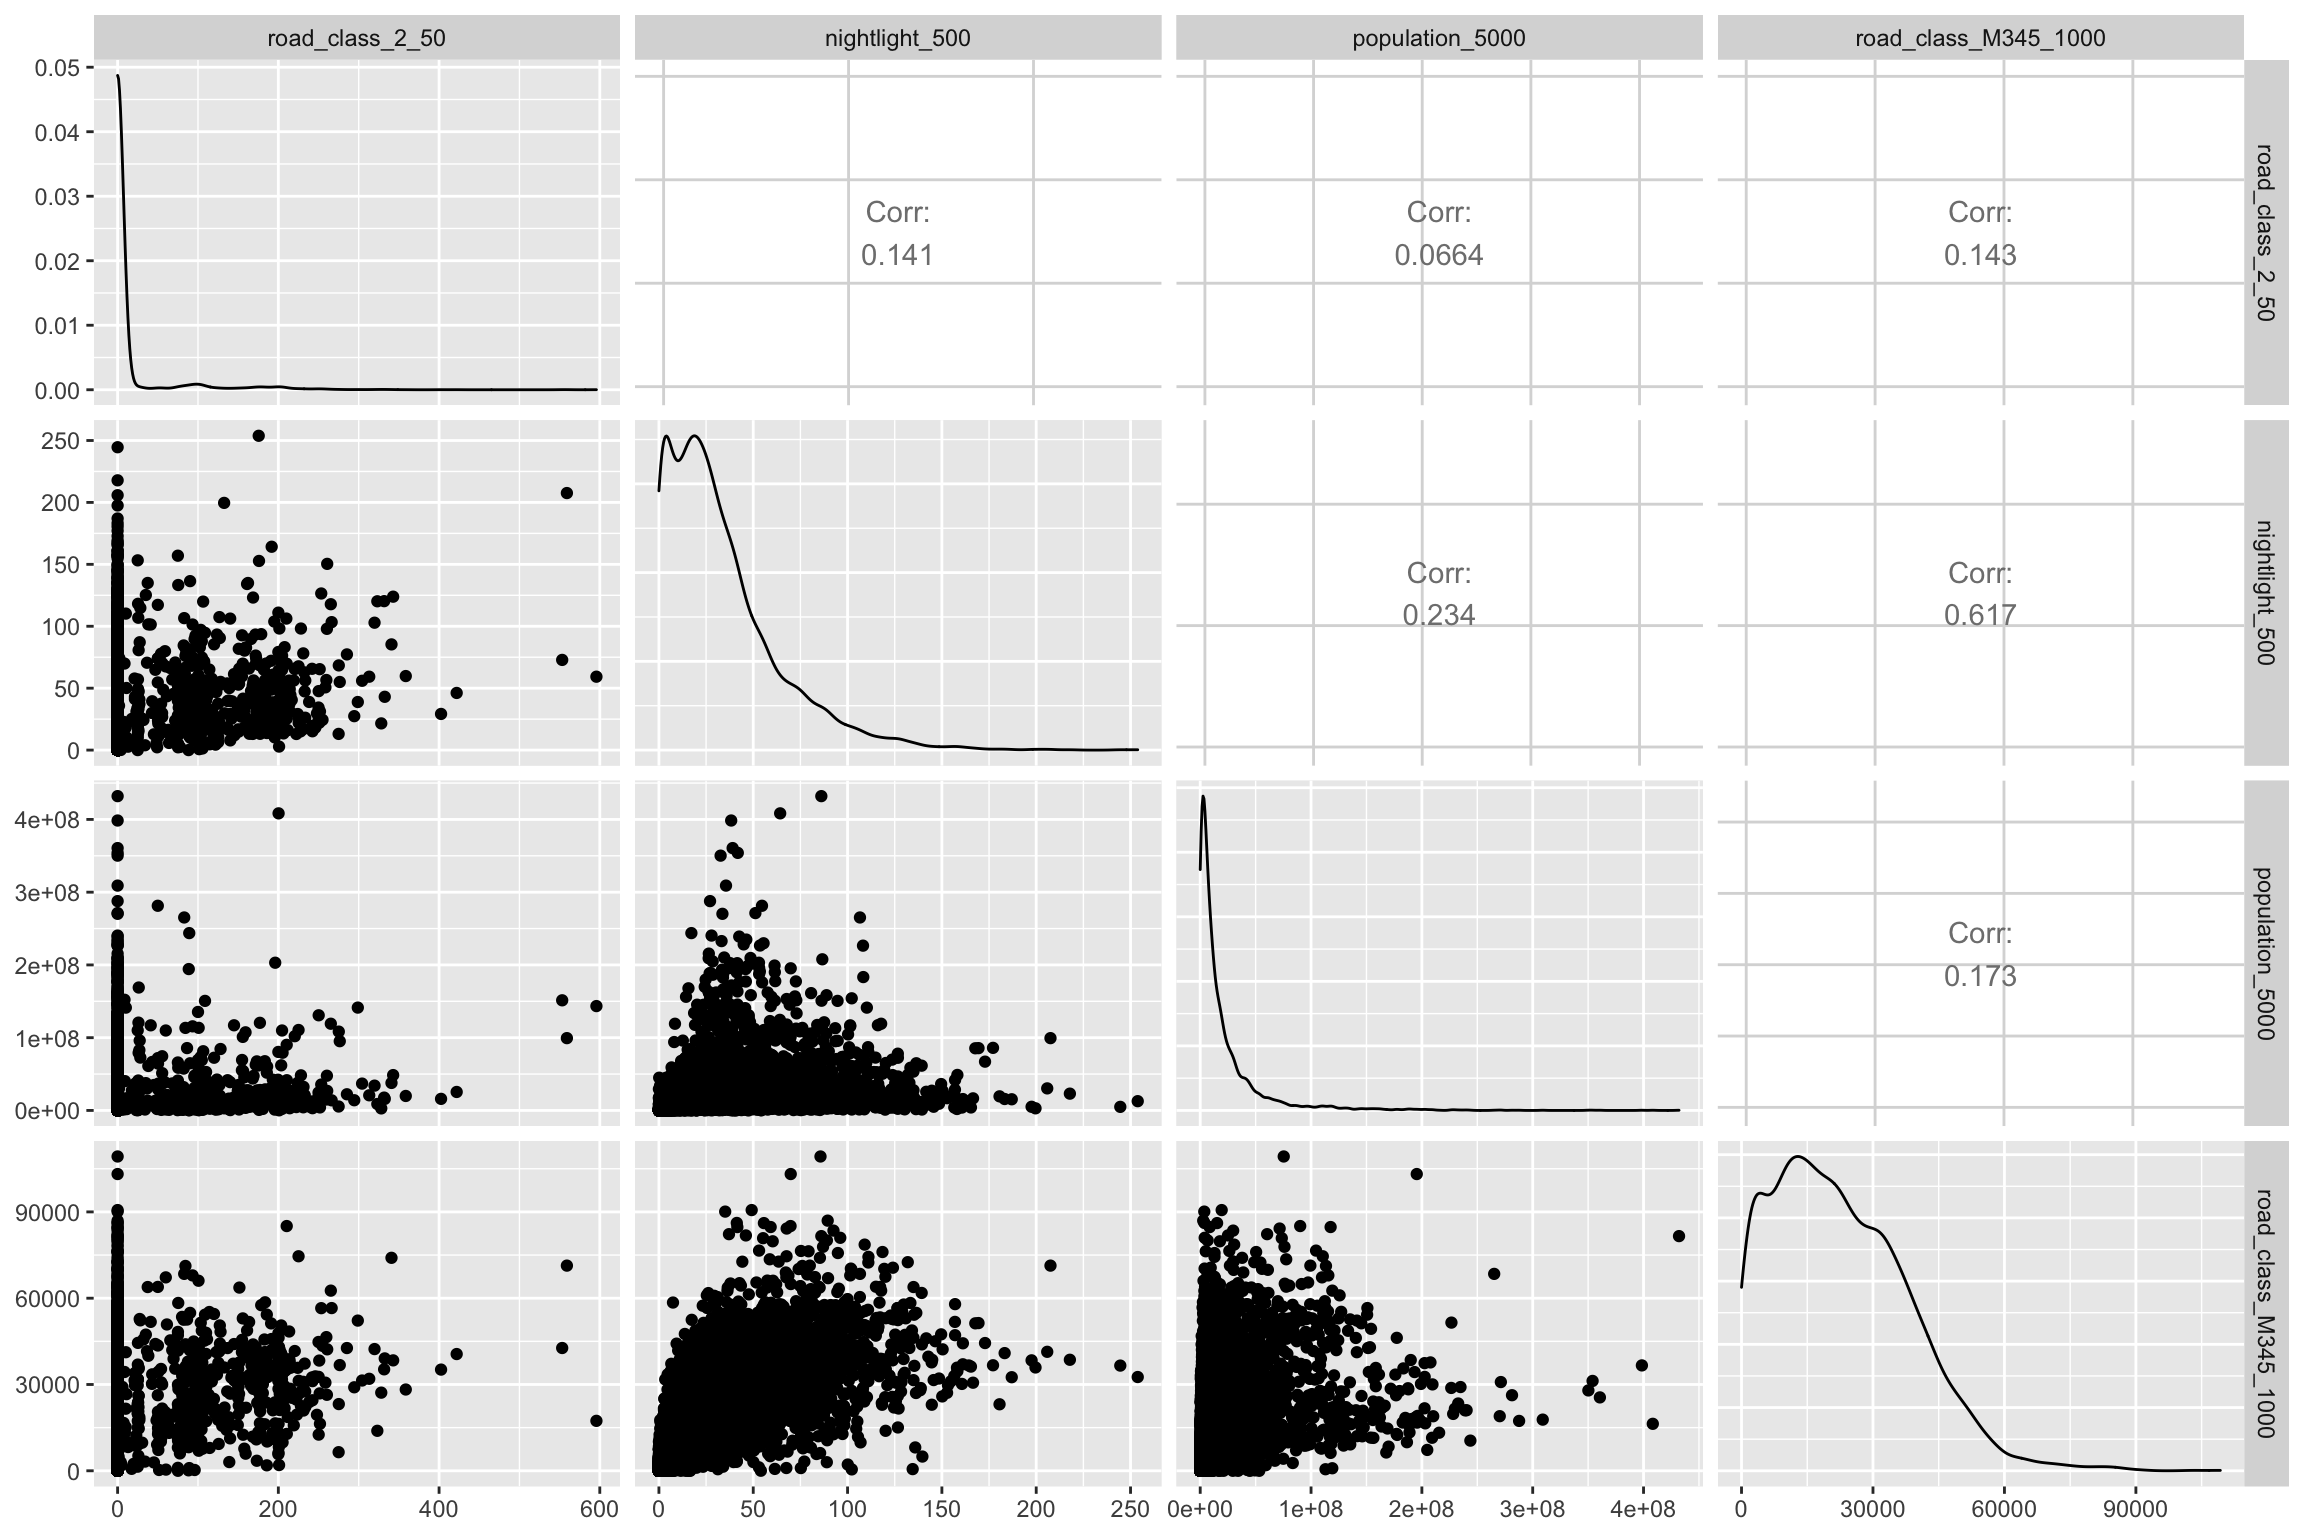 road_class_2_50
nightlight_500
population_5000
road_class_M345_1000
0.05
0.04
0.03
0.02
0.01
0.00
Corr:
0.141
Corr:
0.0664
Corr:
0.143
road_class_2_50
250
200
150
100
50
0
Corr:
0.234
Corr:
0.617
nightlight_500
4e+08
3e+08
2e+08
1e+08
0e+00
Corr:
0.173
population_5000
90000
60000
30000
0
road_class_M345_1000
0 200 400 600
0 50 100 150 200 250
0e+00 1e+08 2e+08 3e+08 4e+08
0 30000 60000 90000